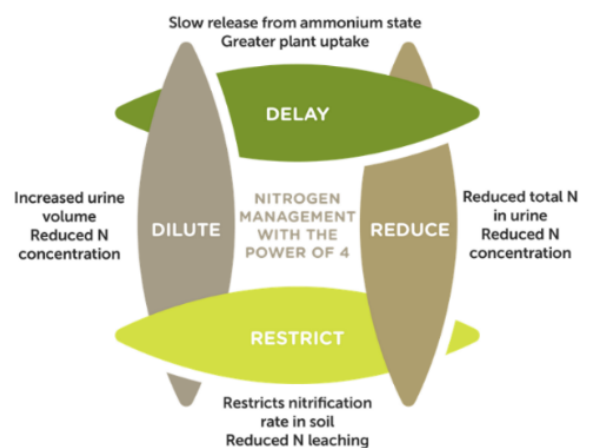 Slow release from ammonium state
Greater plant uptake
DELAY
Increased urine
volume
Reduced N
concentration
DILUTE
NITROGEN
MANAGEMENT
WITH THE
POWER OF 4
REDUCE
Reduced total N
in urine
Reduced N
concentration
RESTRICT
Restricts nitrification
rate in soil
Reduced N leaching